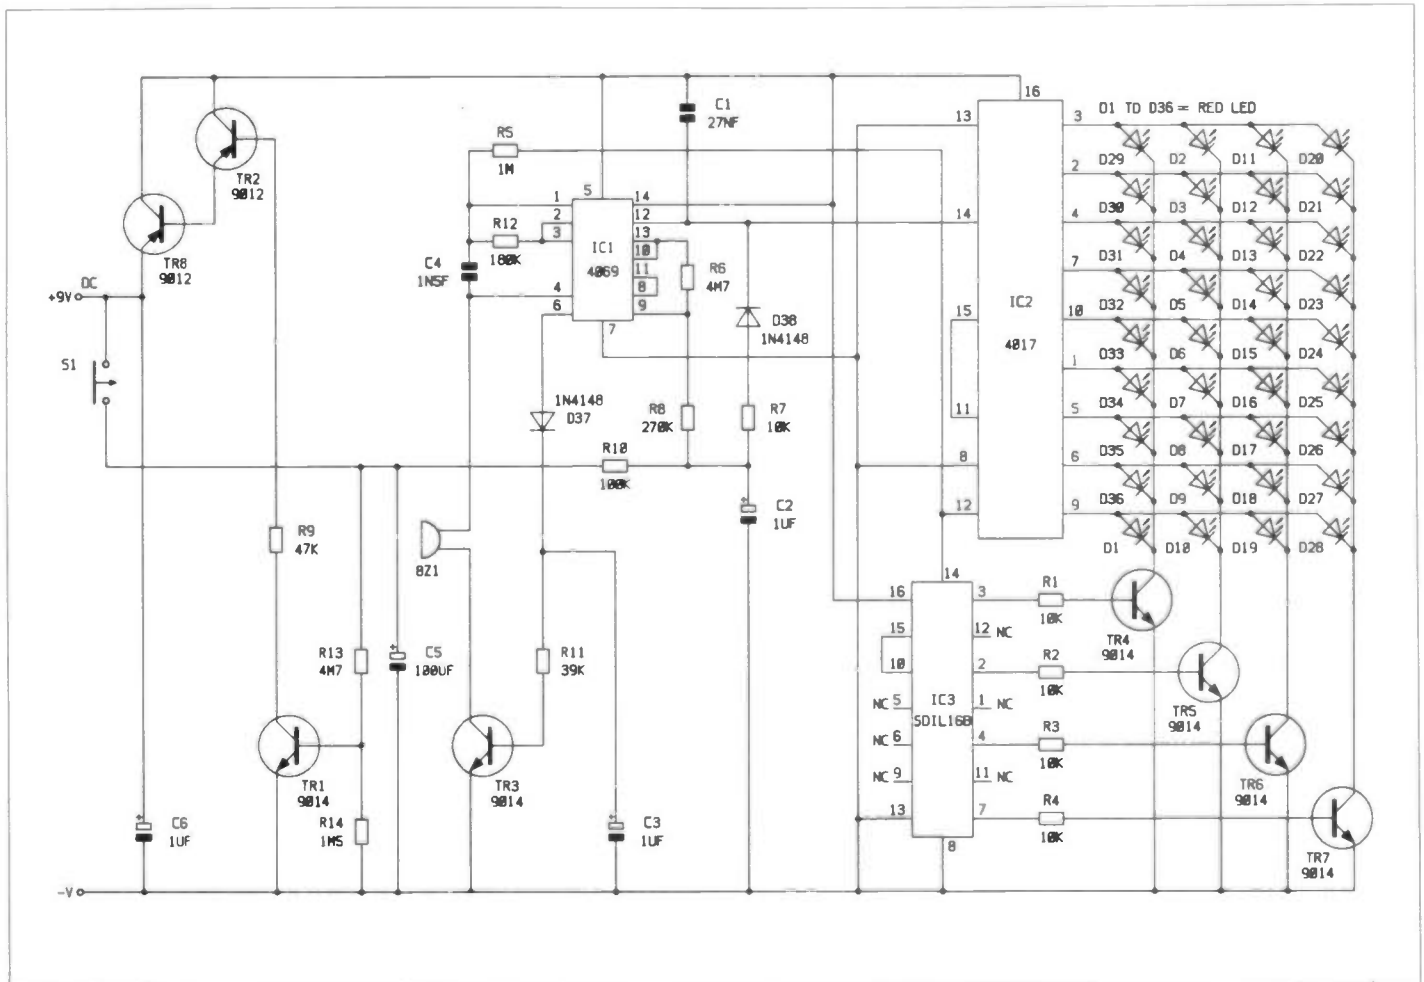 D1 TO D36 = RED LED
C1
27NF
R5
1M
TR2
9012
TR8
9012
R12
180K
C4
1N5F
IC1
4069
1
2
3
4
6
5
14
12
13
10
11
8
9
7
R6
4M7
D38
1N4148
DC
+9V
S1
1N4148
D37
R8
270K
R7
10K
R10
100K
C2
1UF
IC2
4017
16
13
14
15
11
8
12
3
2
4
7
10
1
5
6
9
D29 D2 D11 D20
D30 D3 D12 D21
D31 D4 D13 D22
D32 D5 D14 D23
D33 D6 D15 D24
D34 D7 D16 D25
D35 D8 D17 D26
D36 D9 D18 D27
D1 D10 D19 D28
R9
47K
BZ1
R13
4M7
C5
100UF
R11
39K
TR1
9014
R14
1M5
TR3
9014
C6
1UF
C3
1UF
-V
IC3
SDIL16B
14
16
15
10
NC 5
NC 6
NC 9
13
3
12 NC
2
1 NC
4
11 NC
7
8
R1
10K
R2
10K
R3
10K
R4
10K
TR4
9014
TR5
9014
TR6
9014
TR7
9014